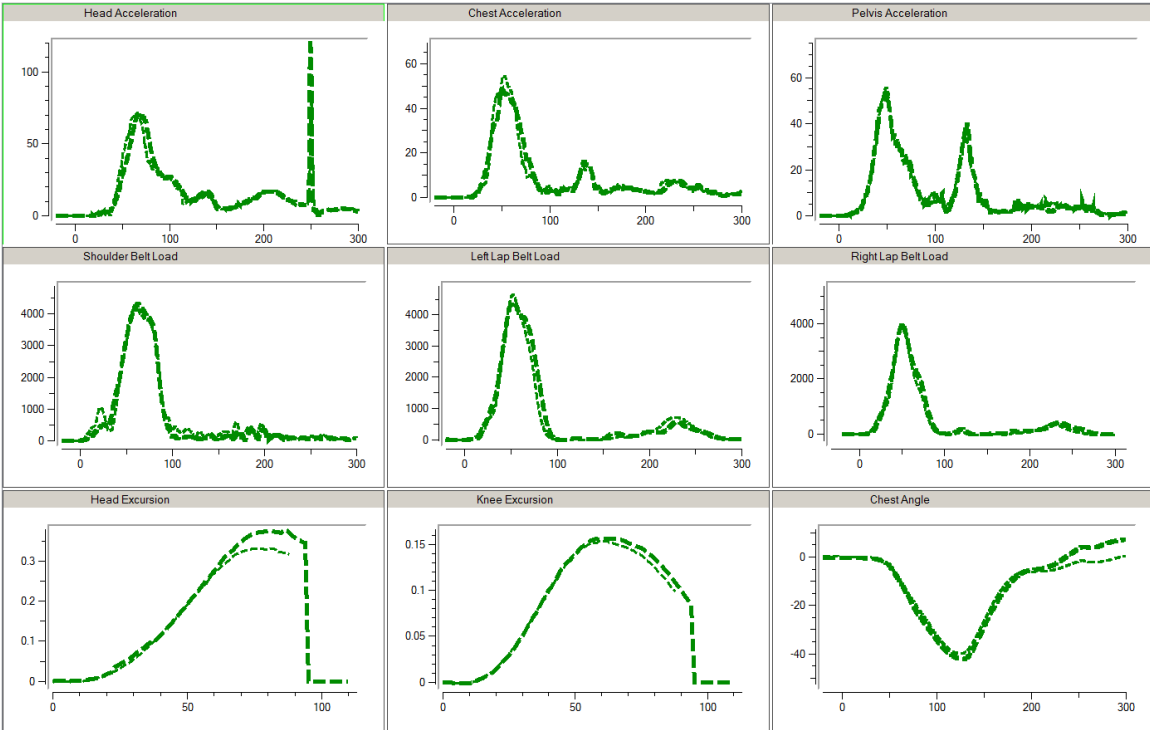 Head Acceleration
100
50
0
0 100 200 300
Chest Acceleration
60
40
20
0
0 100 200 300
Pelvis Acceleration
60
40
20
0
0 100 200 300
Shoulder Belt Load
4000
3000
2000
1000
0
0 100 200 300
Left Lap Belt Load
4000
3000
2000
1000
0
0 100 200 300
Right Lap Belt Load
4000
2000
0
0 100 200 300
Head Excursion
0.3
0.2
0.1
0
0 50 100
Knee Excursion
0.15
0.1
0.05
0
0 50 100
Chest Angle
0
-20
-40
0 100 200 300